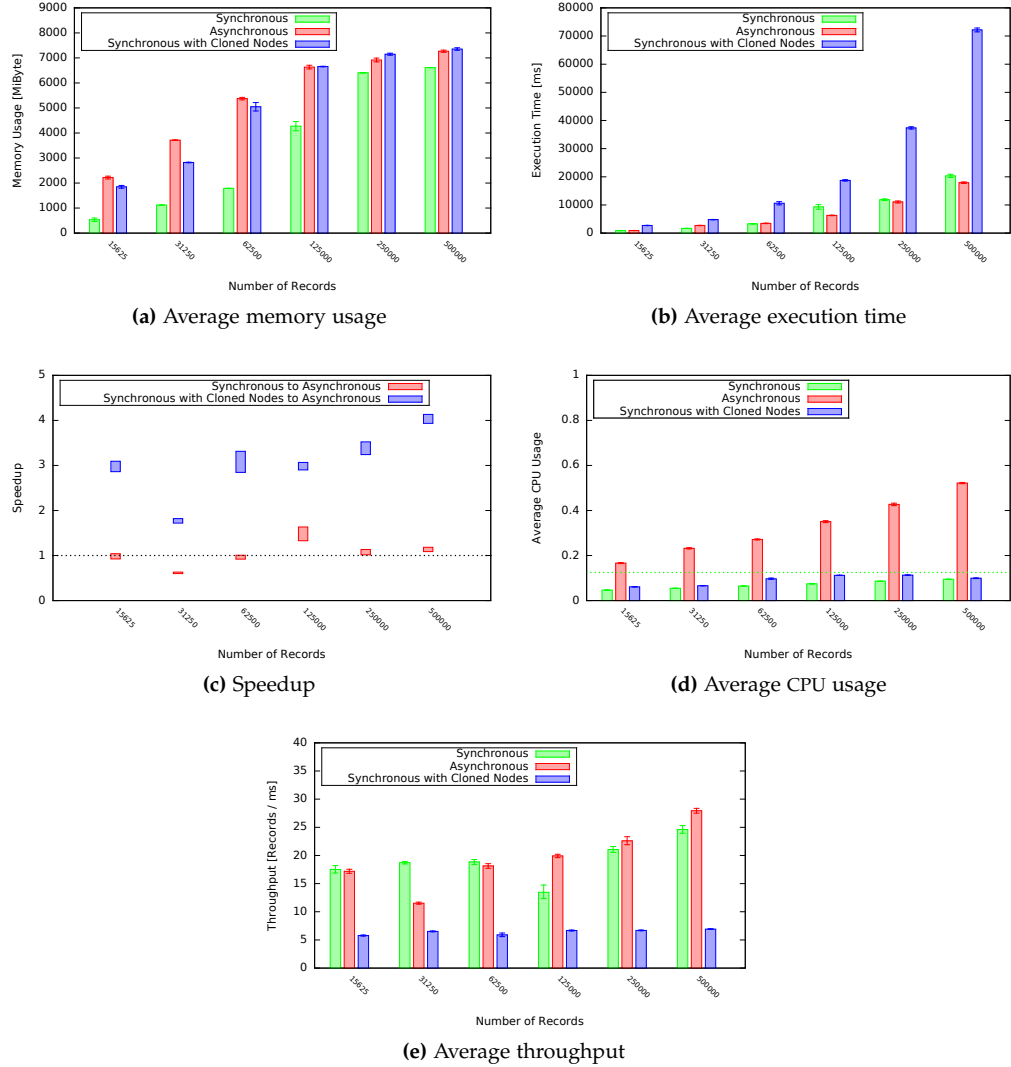 Synchronous
Asynchronous
Synchronous with Cloned Nodes
Memory Usage [MiByte]
9000
8000
7000
6000
5000
4000
3000
2000
1000
0
15625
31250
62500
125000
250000
500000
Number of Records
(a) Average memory usage
Synchronous
Asynchronous
Synchronous with Cloned Nodes
Execution Time [ms]
80000
70000
60000
50000
40000
30000
20000
10000
0
15625
31250
62500
125000
250000
500000
Number of Records
(b) Average execution time
Synchronous to Asynchronous
Synchronous with Cloned Nodes to Asynchronous
Speedup
5
4
3
2
1
0
15625
31250
62500
125000
250000
500000
Number of Records
(c) Speedup
Synchronous
Asynchronous
Synchronous with Cloned Nodes
Average CPU Usage
1
0.8
0.6
0.4
0.2
0
15625
31250
62500
125000
250000
500000
Number of Records
(d) Average CPU usage
Synchronous
Asynchronous
Synchronous with Cloned Nodes
Throughput [Records / ms]
40
35
30
25
20
15
10
5
0
15625
31250
62500
125000
250000
500000
Number of Records
(e) Average throughput